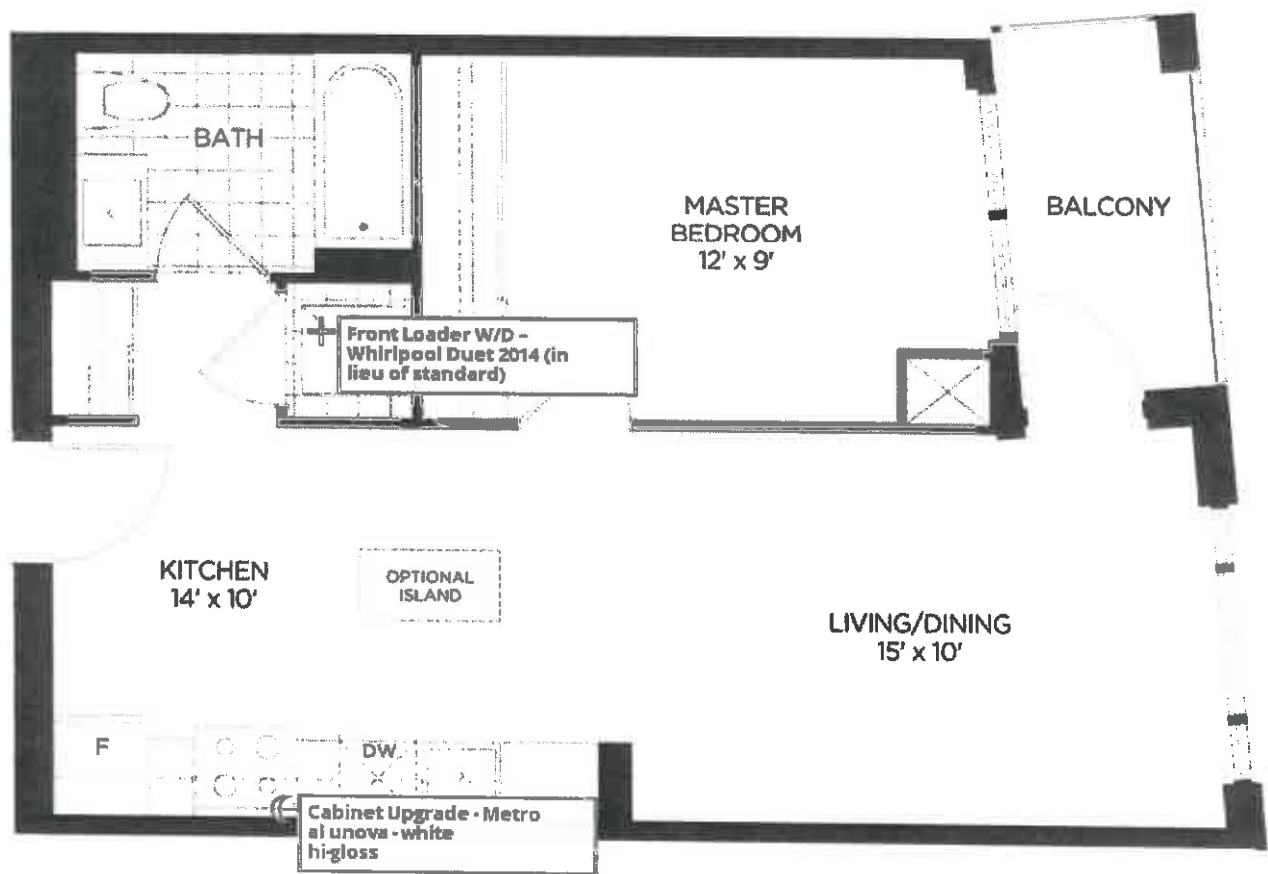 BATH
MASTER
BEDROOM
12' x 9'
BALCONY
Front Loader W/D -
Whirlpool Duet 2014 (in
lieu of standard)
KITCHEN
14' x 10'
OPTIONAL
ISLAND
LIVING/DINING
15' x 10'
F
DW
Cabinet Upgrade - Metro
al unova - white
hi-gloss